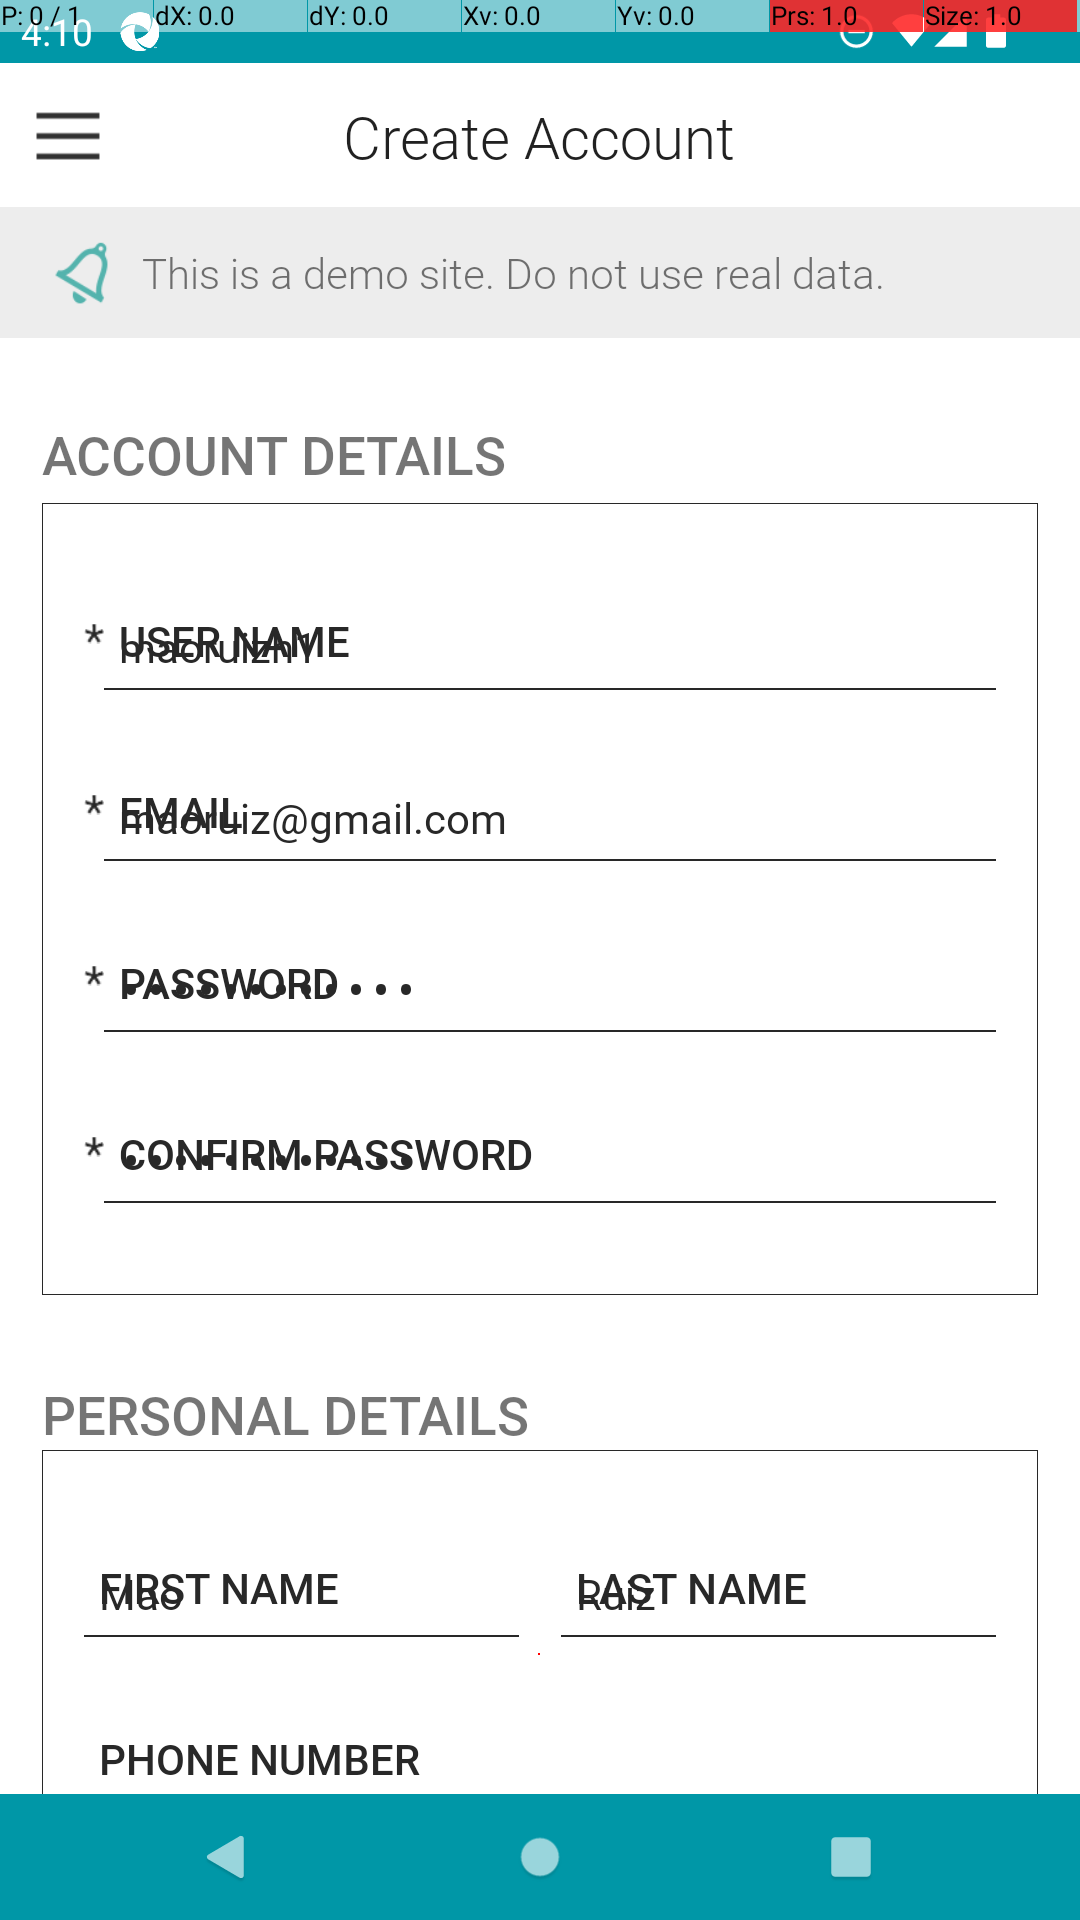 P: 0 / 1 dX: 0.0 dY: 0.0 Xv: 0.0 Yv: 0.0 Prs: 1.0 Size: 1.0
4:10
Create Account
This is a demo site. Do not use real data.
ACCOUNT DETAILS
* USER NAME
maoruizh1
* EMAIL
maoruiz@gmail.com
* PASSWORD
* CONFIRM PASSWORD
PERSONAL DETAILS
FIRST NAME LAST NAME
Mao Ruiz
PHONE NUMBER